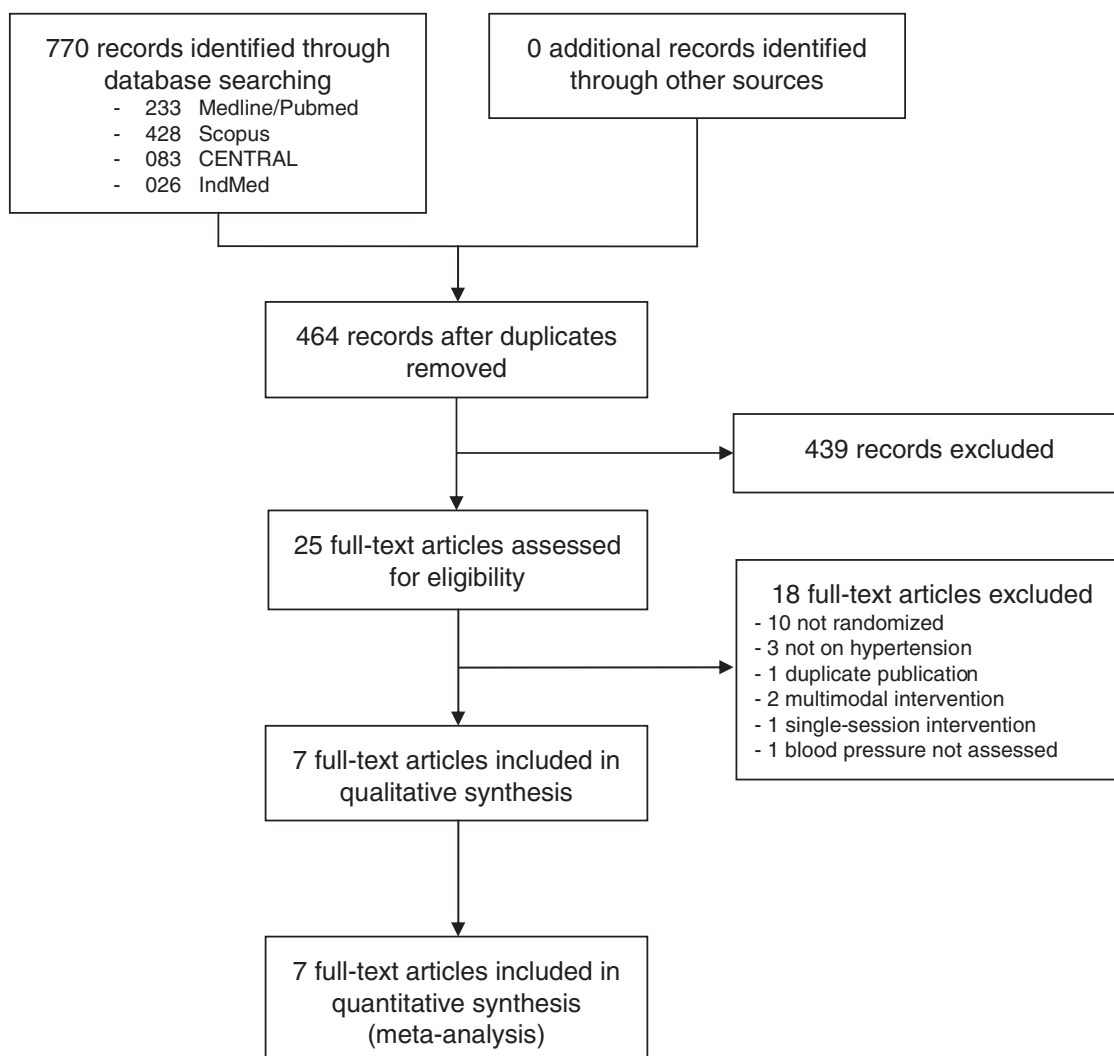 770 records identified through
database searching
- 233 Medline/Pubmed
- 428 Scopus
- 083 CENTRAL
- 026 IndMed
0 additional records identified
through other sources
464 records after duplicates
removed
439 records excluded
25 full-text articles assessed
for eligibility
18 full-text articles excluded
- 10 not randomized
- 3 not on hypertension
- 1 duplicate publication
- 2 multimodal intervention
- 1 single-session intervention
- 1 blood pressure not assessed
7 full-text articles included in
qualitative synthesis
7 full-text articles included in
quantitative synthesis
(meta-analysis)